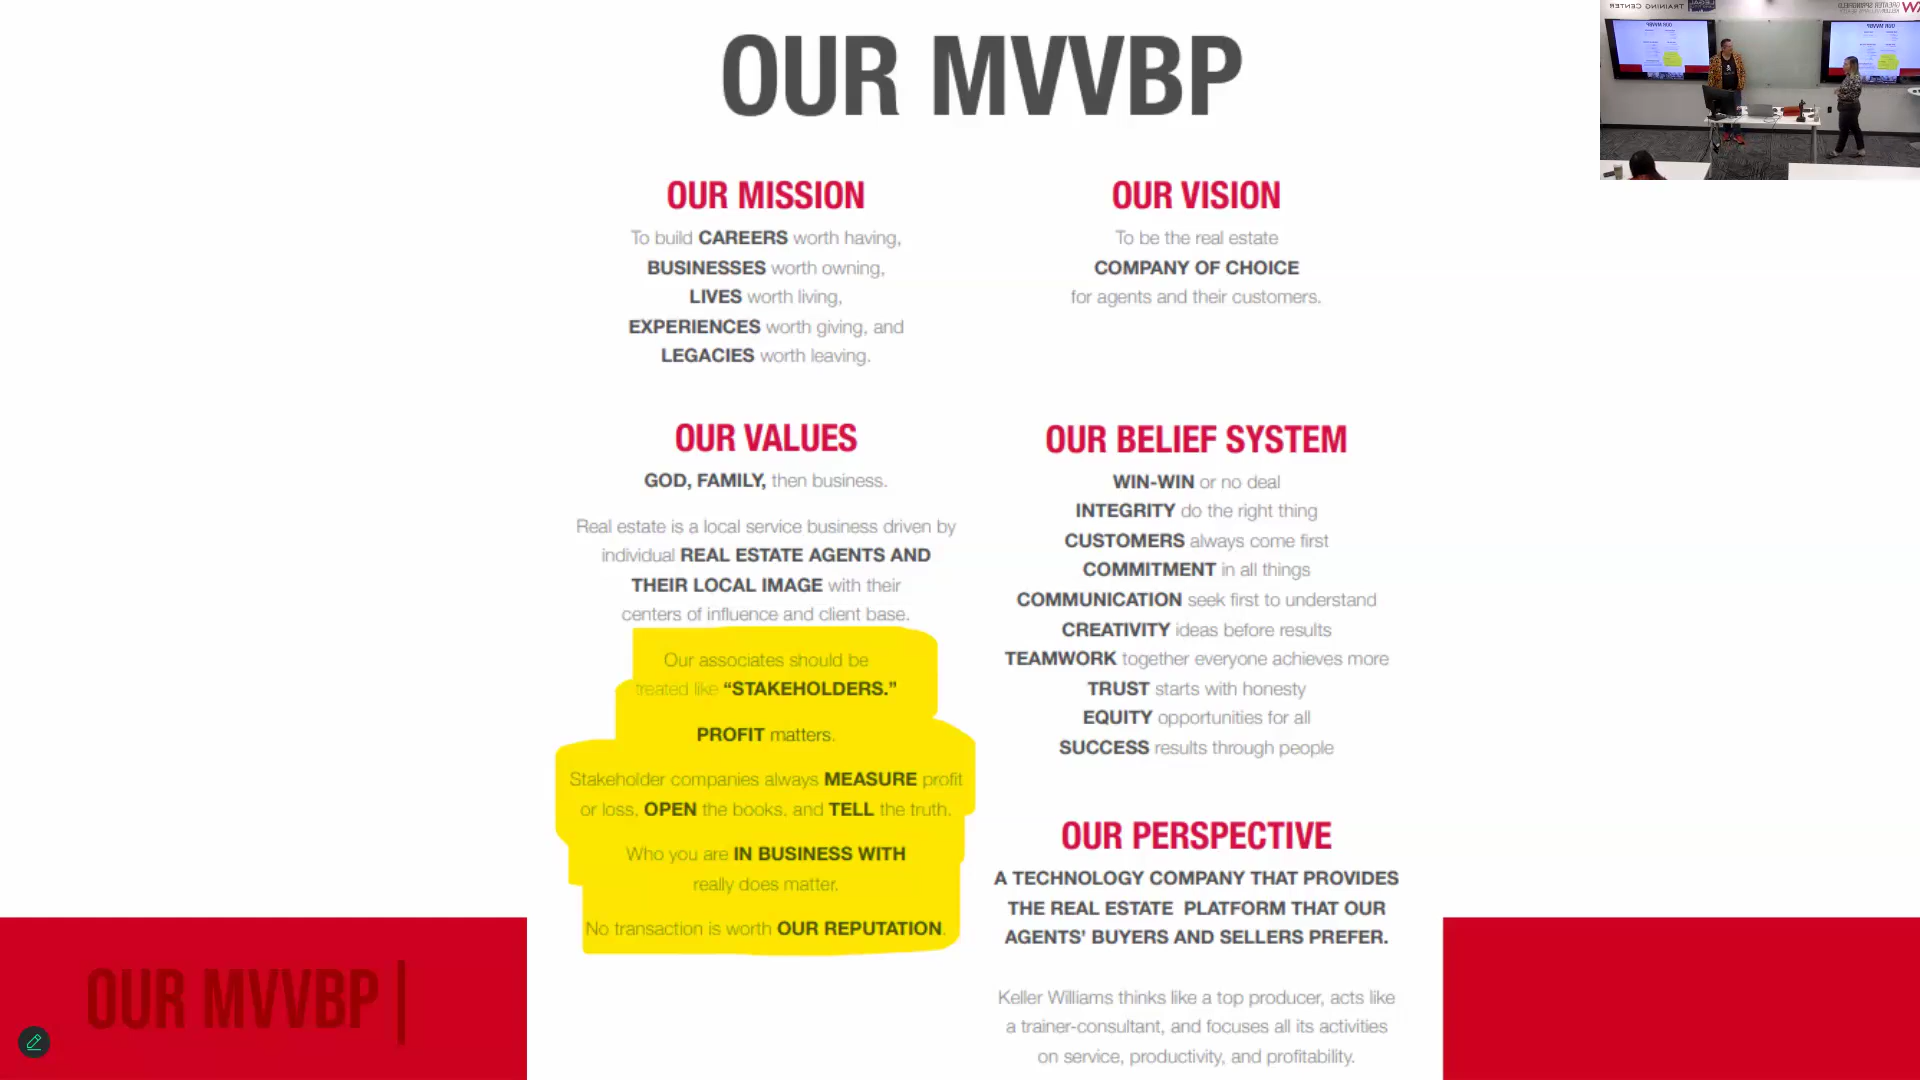 OUR MVVBP
OUR MISSION
To build CAREERS worth having,
BUSINESSES worth owning,
LIVES worth living,
EXPERIENCES worth giving, and
LEGACIES worth leaving.
OUR VISION
To be the real estate
COMPANY OF CHOICE
for agents and their customers.
OUR VALUES
GOD, FAMILY, then business.
Real estate is a local service business driven by
individual REAL ESTATE AGENTS AND
THEIR LOCAL IMAGE with their
centers of influence and client base.
Our associates should be
treated like “STAKEHOLDERS.”
PROFIT matters.
Stakeholder companies always MEASURE profit
or loss, OPEN the books, and TELL the truth.
Who you are IN BUSINESS WITH
really does matter.
No transaction is worth OUR REPUTATION.
OUR BELIEF SYSTEM
WIN-WIN or no deal
INTEGRITY do the right thing
CUSTOMERS always come first
COMMITMENT in all things
COMMUNICATION seek first to understand
CREATIVITY ideas before results
TEAMWORK together everyone achieves more
TRUST starts with honesty
EQUITY opportunities for all
SUCCESS results through people
OUR PERSPECTIVE
A TECHNOLOGY COMPANY THAT PROVIDES
THE REAL ESTATE PLATFORM THAT OUR
AGENTS’ BUYERS AND SELLERS PREFER.
Keller Williams thinks like a top producer, acts like
a trainer-consultant, and focuses all its activities
on service, productivity, and profitability.
OUR MVVBP |
TRAINING CENTER
GREATER SPRINGFIELD
OUR MVVBP
OUR MVVBP